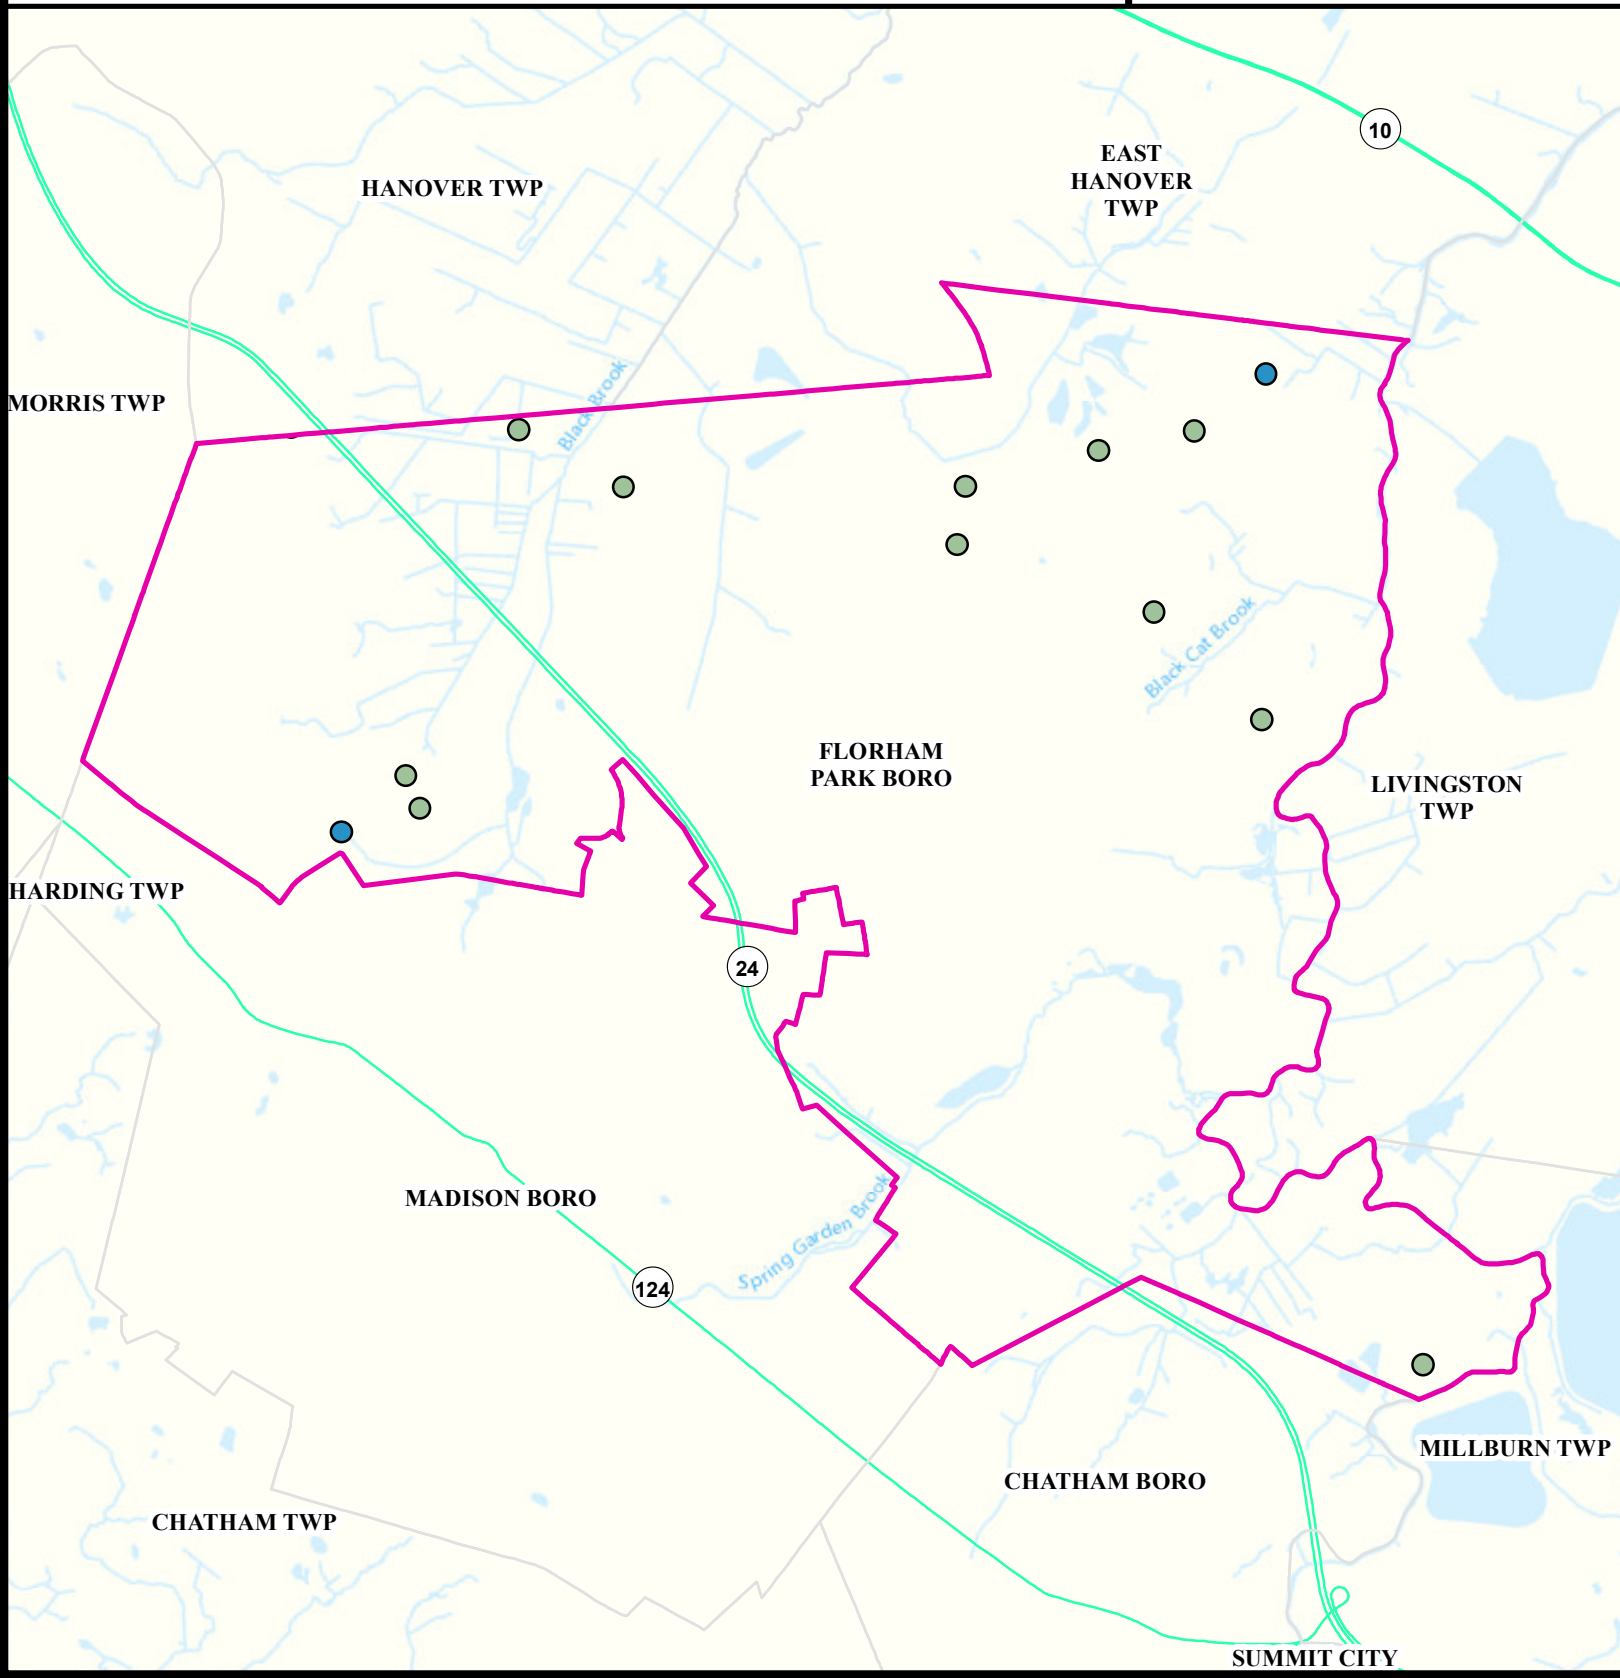 10
EAST
HANOVER
TWP
HANOVER TWP
Black Brook
MORRIS TWP
Black Cat Brook
FLORHAM
PARK BORO
LIVINGSTON
TWP
HARDING TWP
24
MADISON BORO
Spring Garden Brook
124
MILLBURN TWP
CHATHAM BORO
CHATHAM TWP
SUMMIT CITY